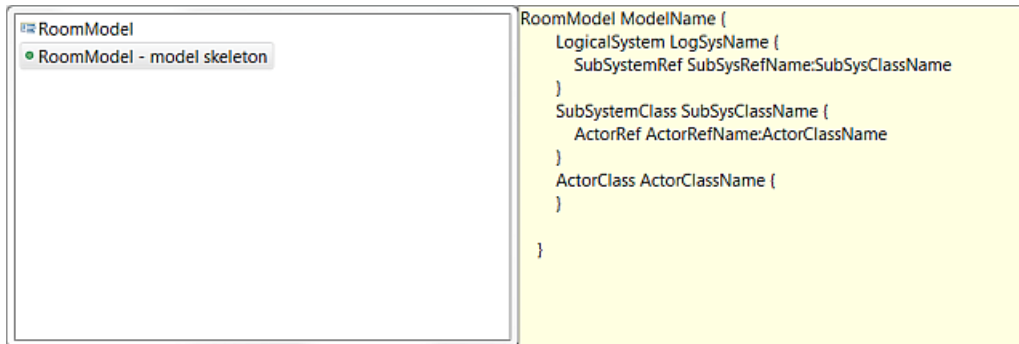 RoomModel
RoomModel - model skeleton
RoomModel ModelName {
LogicalSystem LogSysName {
SubSystemRef SubSysRefName:SubSysClassName
}
SubSystemClass SubSysClassName {
ActorRef ActorRefName:ActorClassName
}
ActorClass ActorClassName {
}
}